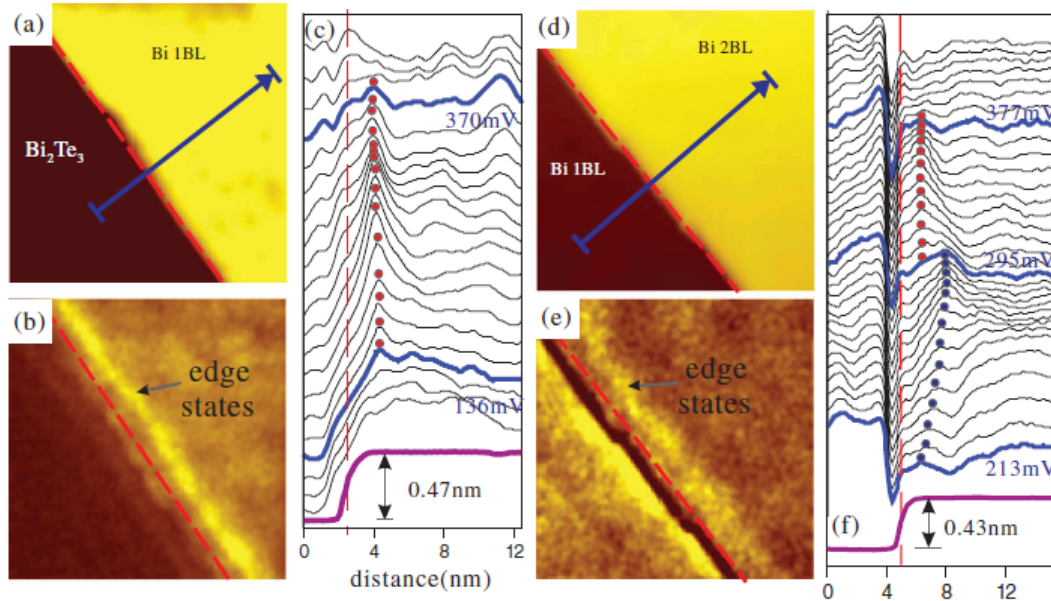 (a)
Bi 1BL
Bi₂Te₃
(b)
edge
states
(c)
370mV
136mV
0.47nm
0 4 8 12
distance(nm)
(d)
Bi 2BL
Bi 1BL
(e)
edge
states
377mV
295mV
213mV
(f)
0.43nm
0 4 8 12